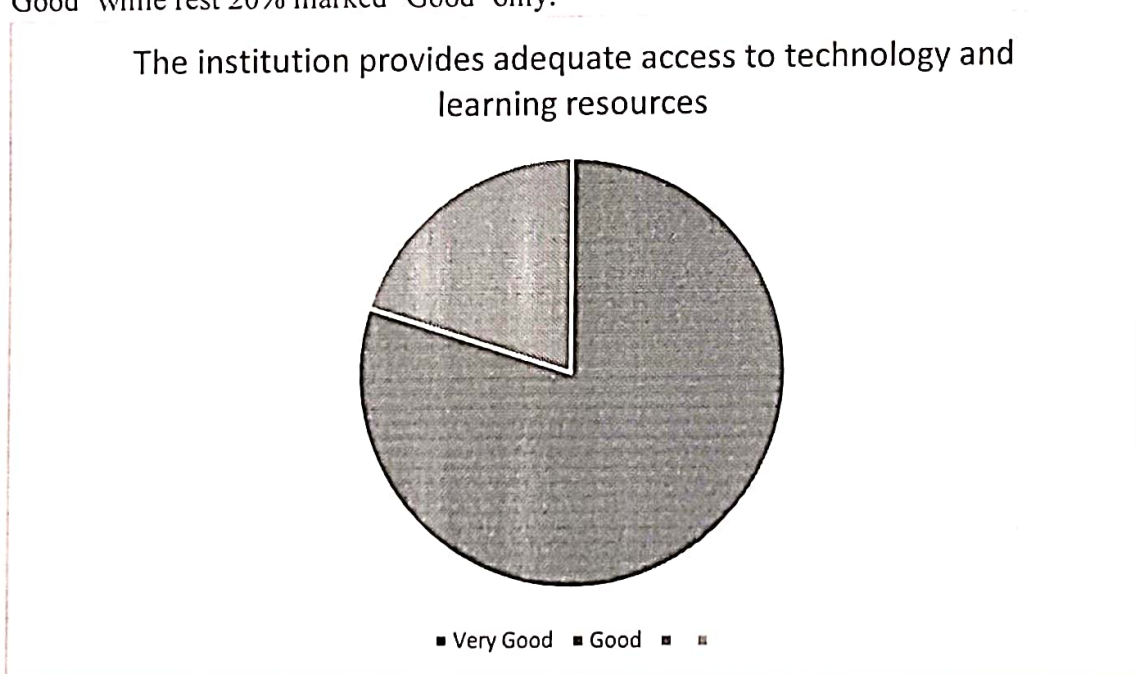 Good" while rest 20% marked "Good" only.
The institution provides adequate access to technology and
learning resources
▪ Very Good ▪ Good ▪ ▪